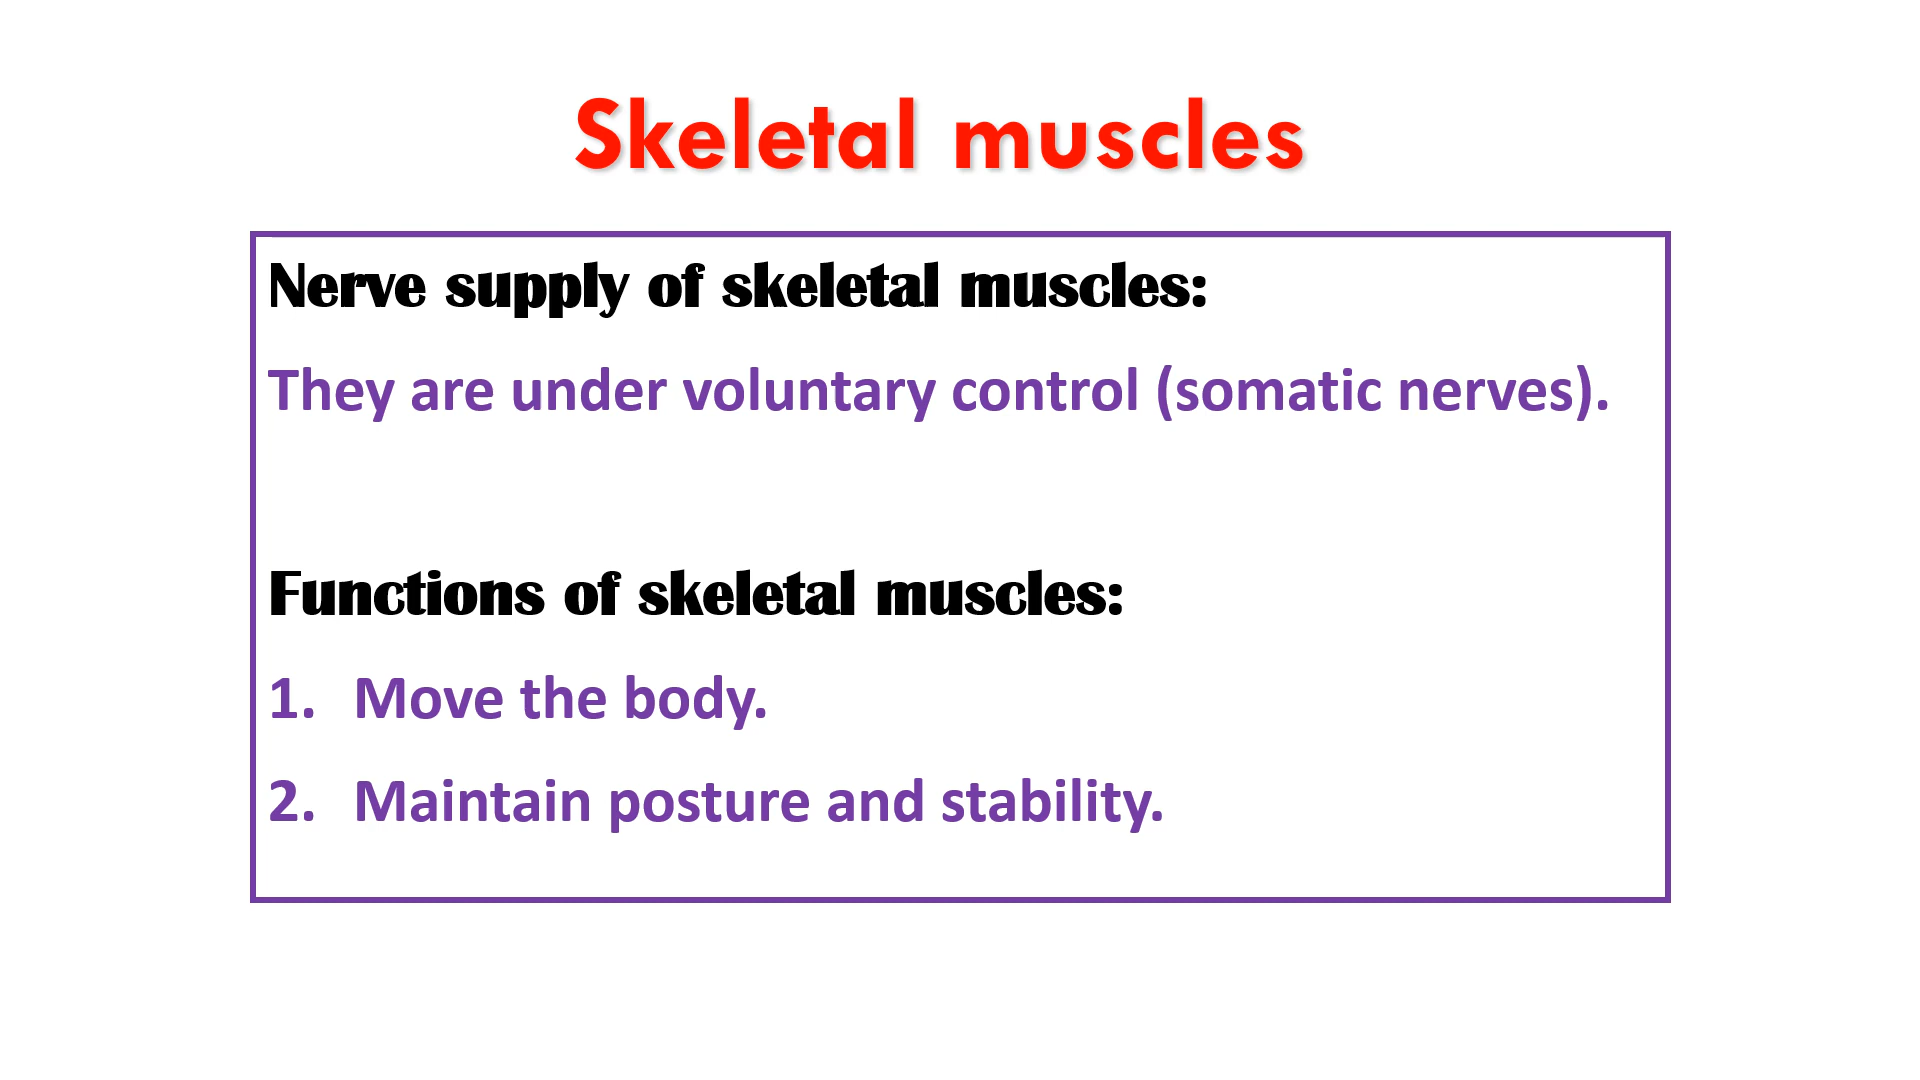 Skeletal muscles
Nerve supply of skeletal muscles:
They are under voluntary control (somatic nerves).
Functions of skeletal muscles:
1. Move the body.
2. Maintain posture and stability.